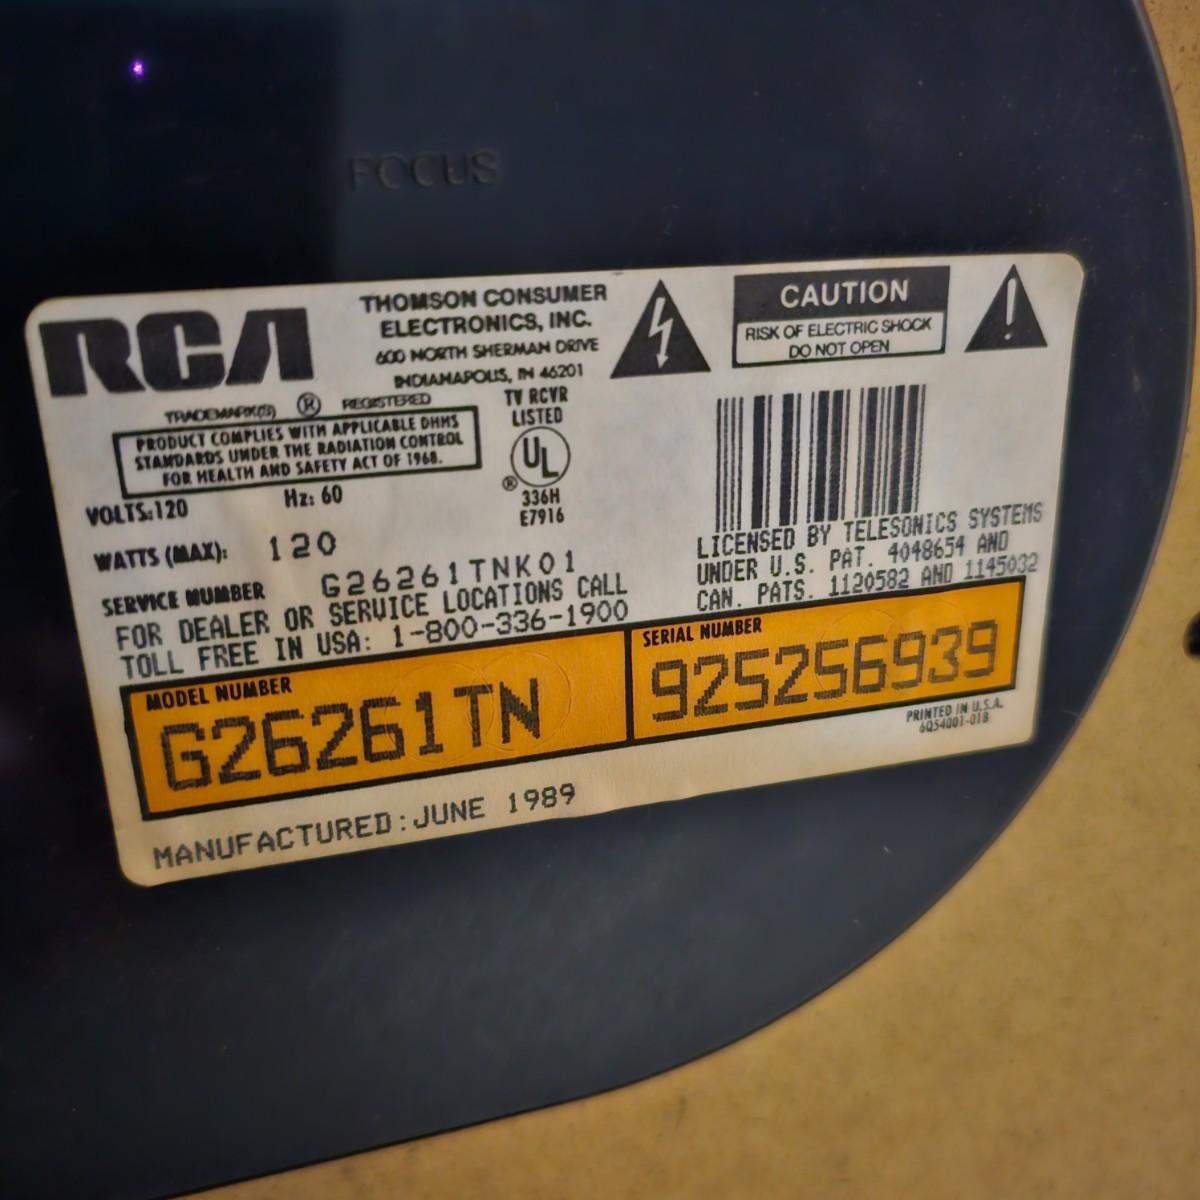 FOCUS
RCA
TRADEMARK(S) ® REGISTERED
THOMSON CONSUMER
ELECTRONICS, INC.
600 NORTH SHERMAN DRIVE
INDIANAPOLIS, IN 46201
CAUTION
RISK OF ELECTRIC SHOCK
DO NOT OPEN
PRODUCT COMPLIES WITH APPLICABLE DHHS
STANDARDS UNDER THE RADIATION CONTROL
FOR HEALTH AND SAFETY ACT OF 1968.
TV RCVR
LISTED
UL
®
336H
E7916
VOLTS:120 Hz: 60
WATTS (MAX): 120
SERVICE NUMBER G26261TNK01
FOR DEALER OR SERVICE LOCATIONS CALL
TOLL FREE IN USA: 1-800-336-1900
LICENSED BY TELESONICS SYSTEMS
UNDER U.S. PAT. 4048654 AND
CAN. PATS. 1120582 AND 1145032
MODEL NUMBER
G26261TN
SERIAL NUMBER
925256939
PRINTED IN U.S.A.
6Q54001-01B
MANUFACTURED:JUNE 1989